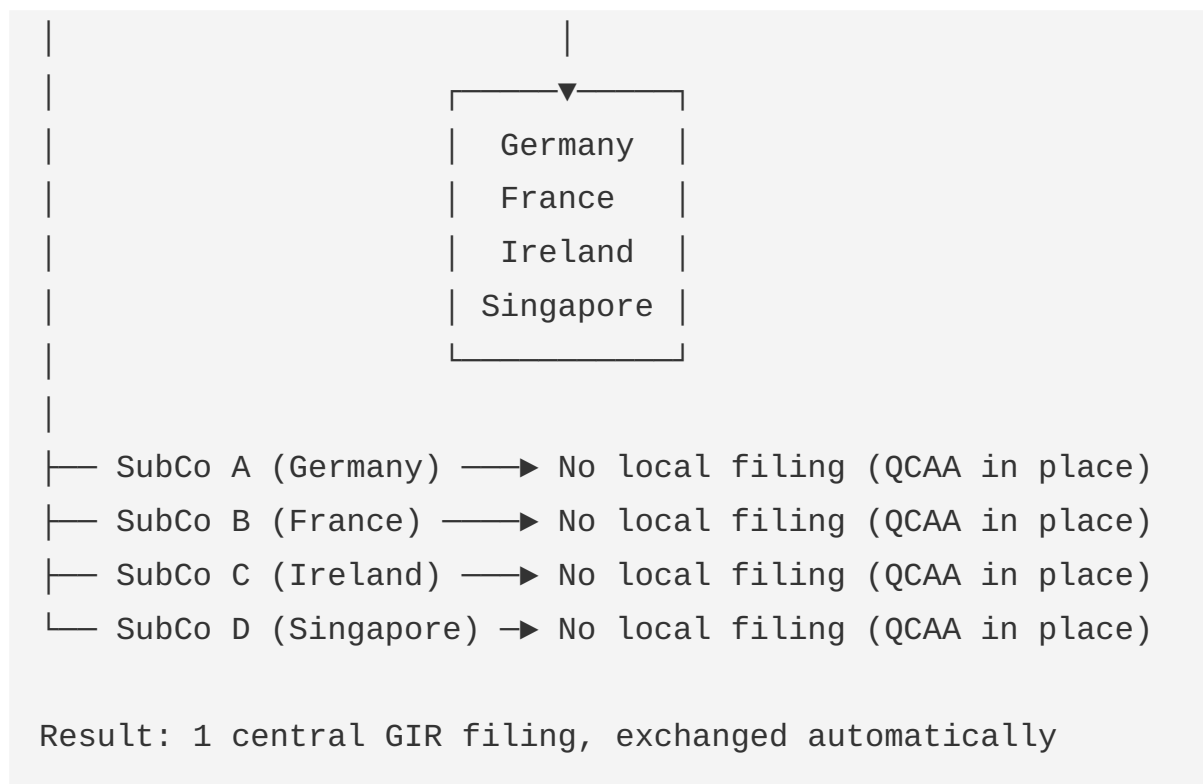 │ │
│ ┌─────▼─────┐
│ │ Germany │
│ │ France │
│ │ Ireland │
│ │ Singapore │
│ └───────────┘
│
├── SubCo A (Germany) ──► No local filing (QCAA in place)
├── SubCo B (France) ───► No local filing (QCAA in place)
├── SubCo C (Ireland) ──► No local filing (QCAA in place)
└── SubCo D (Singapore) ─► No local filing (QCAA in place)
Result: 1 central GIR filing, exchanged automatically